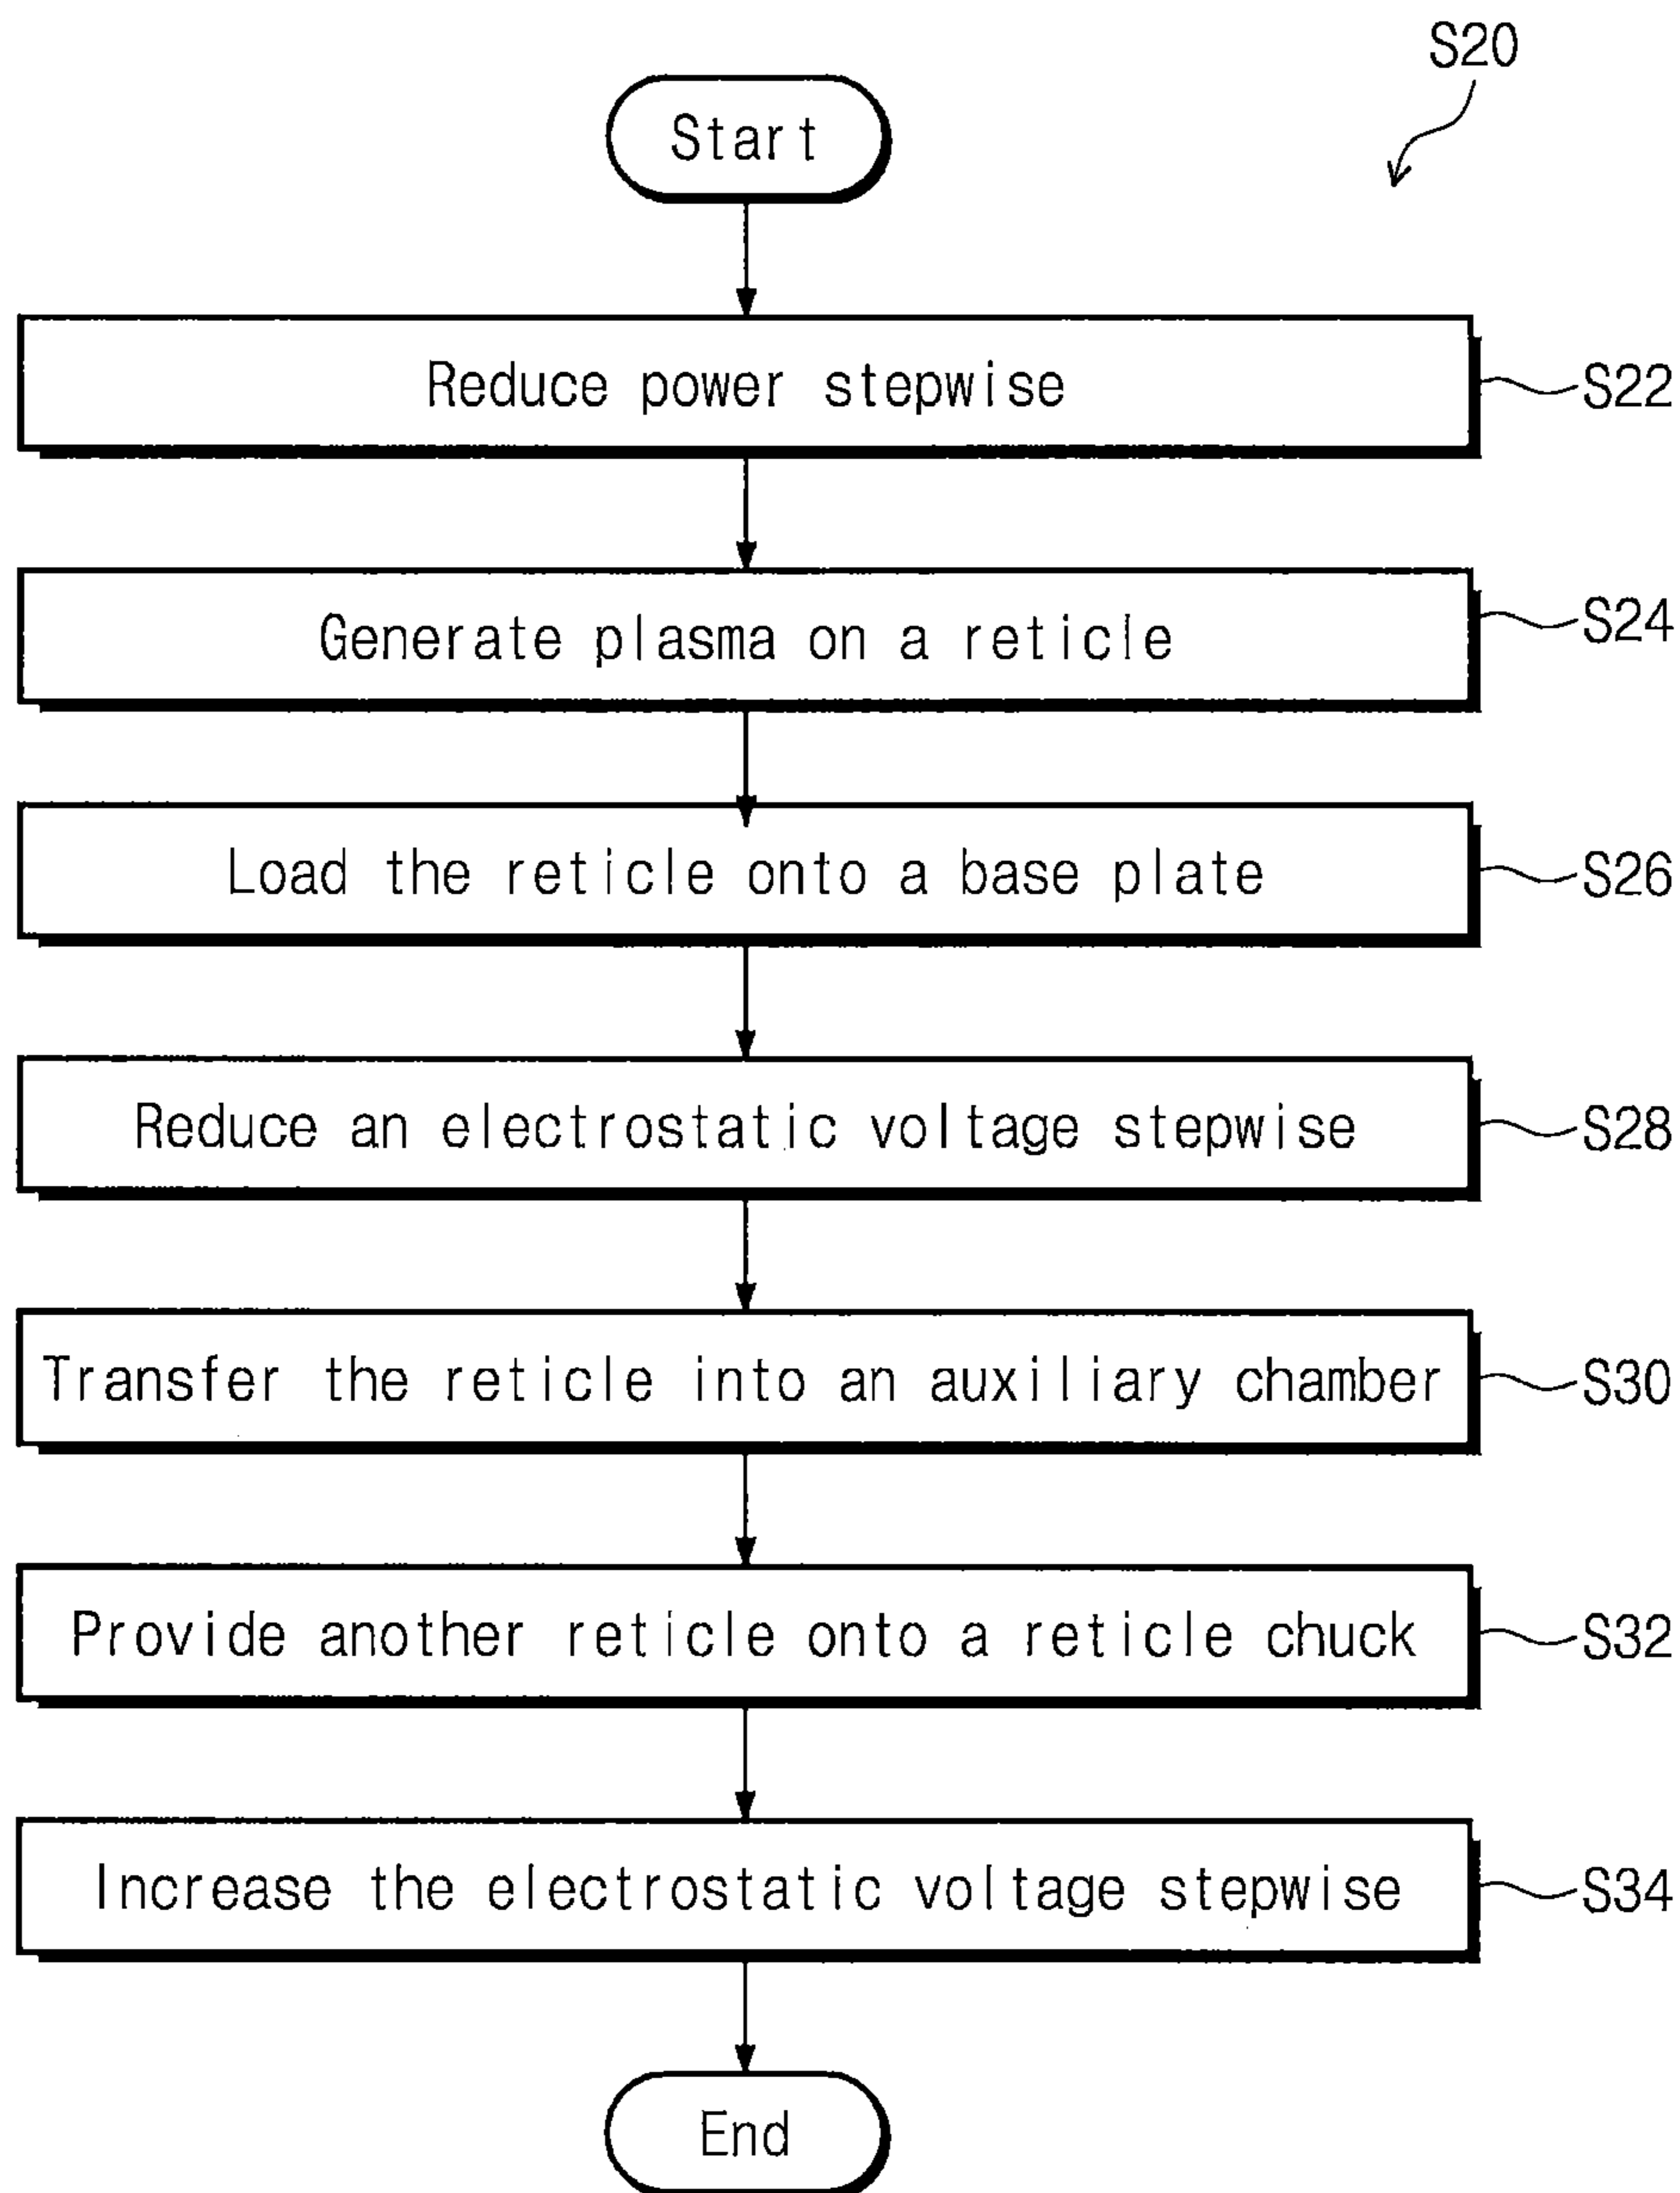 S20
Start
Reduce power stepwise
S22
Generate plasma on a reticle
S24
Load the reticle onto a base plate
S26
Reduce an electrostatic voltage stepwise
S28
Transfer the reticle into an auxiliary chamber
S30
Provide another reticle onto a reticle chuck
S32
Increase the electrostatic voltage stepwise
S34
End